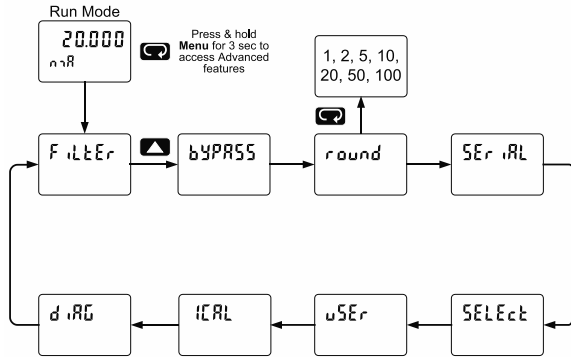 Run Mode
20.000
mA
Press & hold
Menu for 3 sec to
access Advanced
features
1, 2, 5, 10,
20, 50, 100
FiLtEr
bYPASS
round
SEriAL
diAG
ICAL
uSEr
SELEct